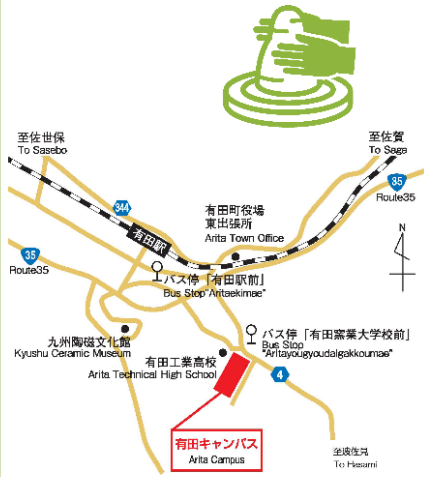 至佐世保
To Sasebo
至佐賀
To Saga
344
35
Route35
有田町役場
東出張所
Arita Town Office
有田駅
35
Route35
バス停「有田駅前」
Bus Stop"Aritaekimae"
九州陶磁文化館
Kyushu Ceramic Museum
バス停「有田窯業大学校前」
Bus Stop
"Aritayougyoudaigakkoumae"
有田工業高校
Arita Technical High School
4
有田キャンパス
Arita Campus
至波佐見
To Hasami